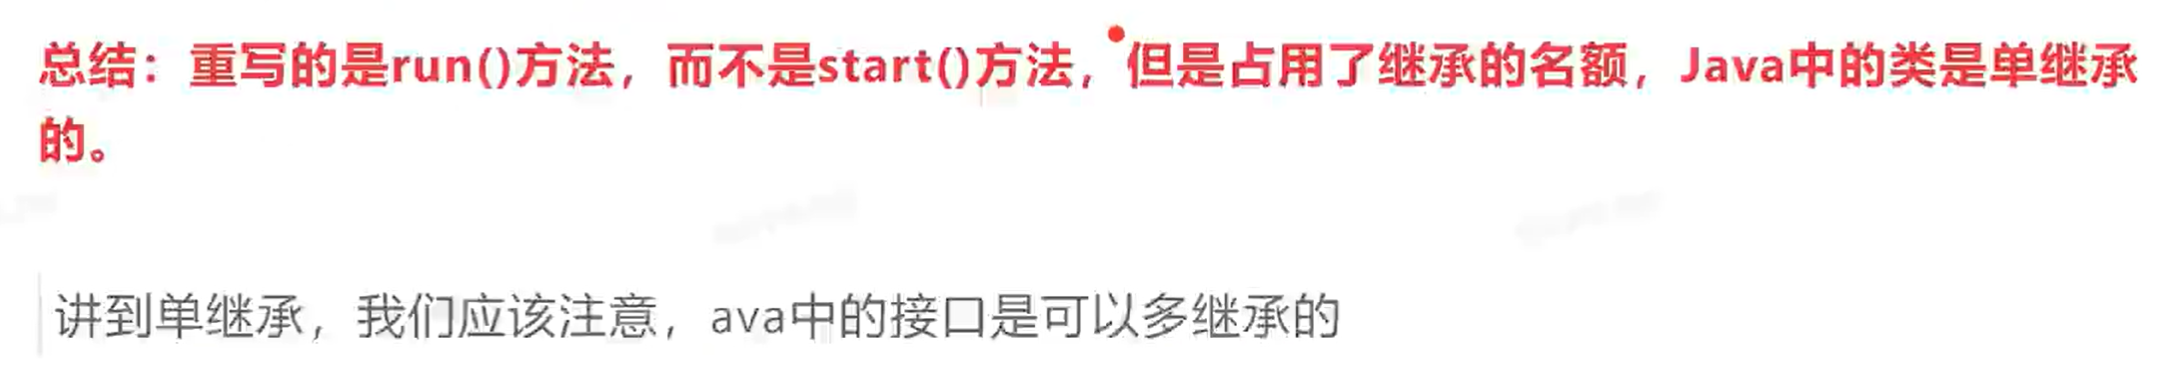 总结：重写的是run()方法，而不是start()方法，但是占用了继承的名额，Java中的类是单继承
的。
讲到单继承，我们应该注意，ava中的接口是可以多继承的